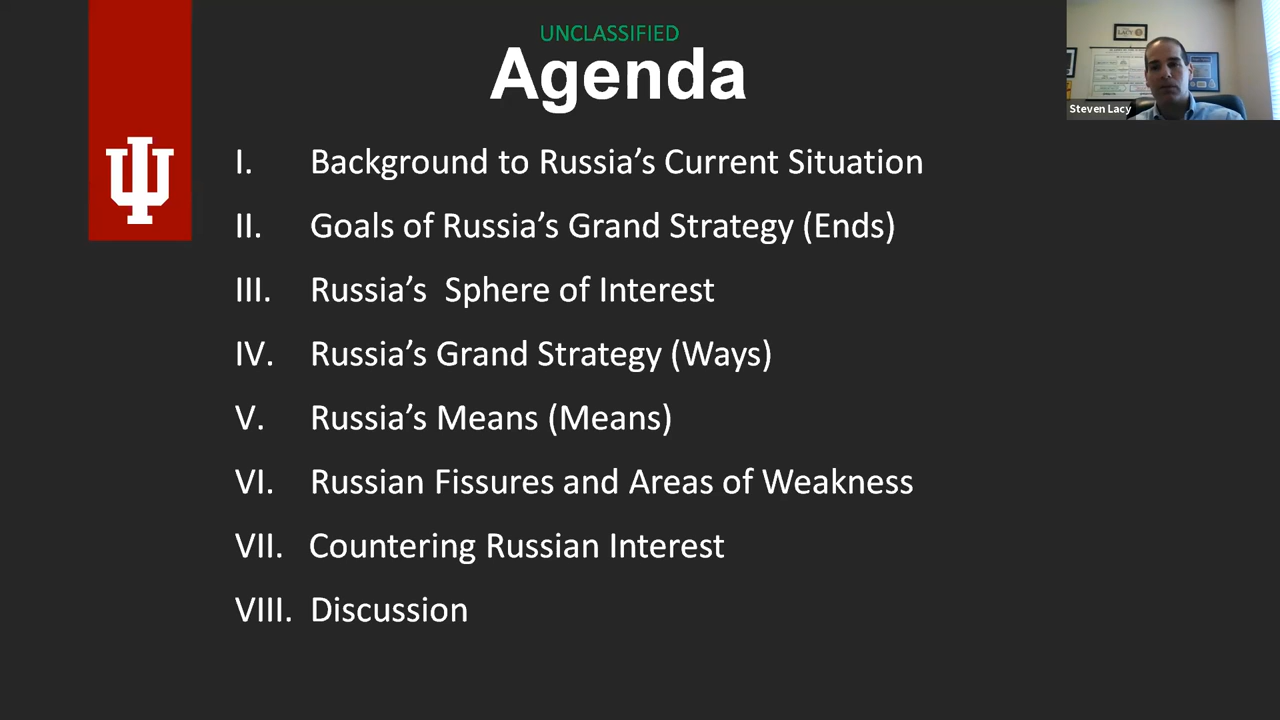 UNCLASSIFIED
Agenda
Steven Lacy
I. Background to Russia’s Current Situation
II. Goals of Russia’s Grand Strategy (Ends)
III. Russia’s  Sphere of Interest
IV. Russia’s Grand Strategy (Ways)
V. Russia’s Means (Means)
VI. Russian Fissures and Areas of Weakness
VII. Countering Russian Interest
VIII. Discussion